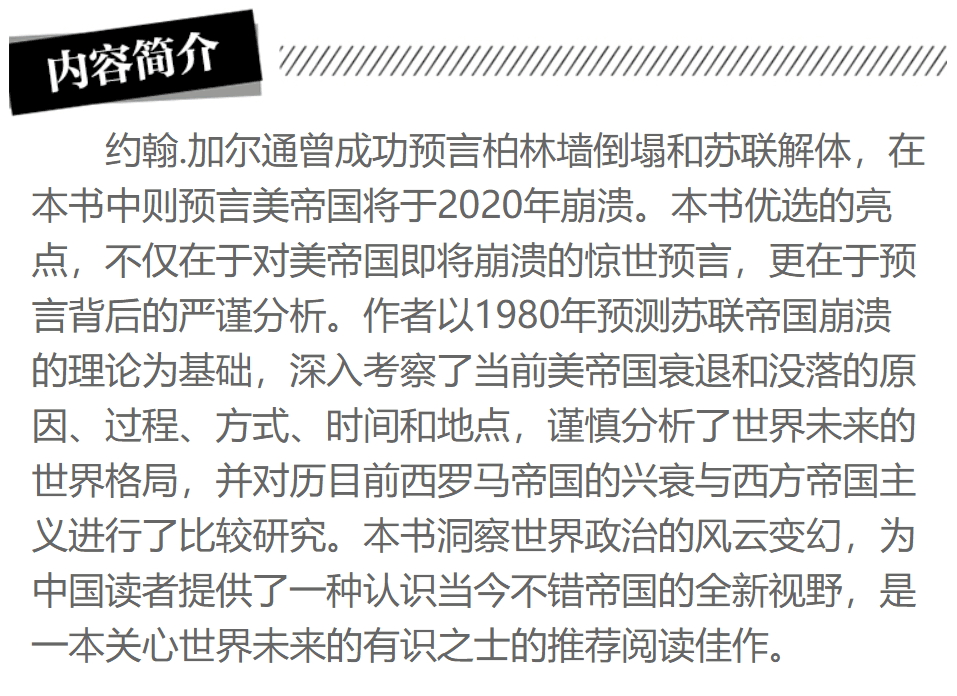 内容简介
约翰.加尔通曾成功预言柏林墙倒塌和苏联解体，在
本书中则预言美帝国将于2020年崩溃。本书优选的亮
点，不仅在于对美帝国即将崩溃的惊世预言，更在于预
言背后的严谨分析。作者以1980年预测苏联帝国崩溃
的理论为基础，深入考察了当前美帝国衰退和没落的原
因、过程、方式、时间和地点，谨慎分析了世界未来的
世界格局，并对历目前西罗马帝国的兴衰与西方帝国主
义进行了比较研究。本书洞察世界政治的风云变幻，为
中国读者提供了一种认识当今不错帝国的全新视野，是
一本关心世界未来的有识之士的推荐阅读佳作。